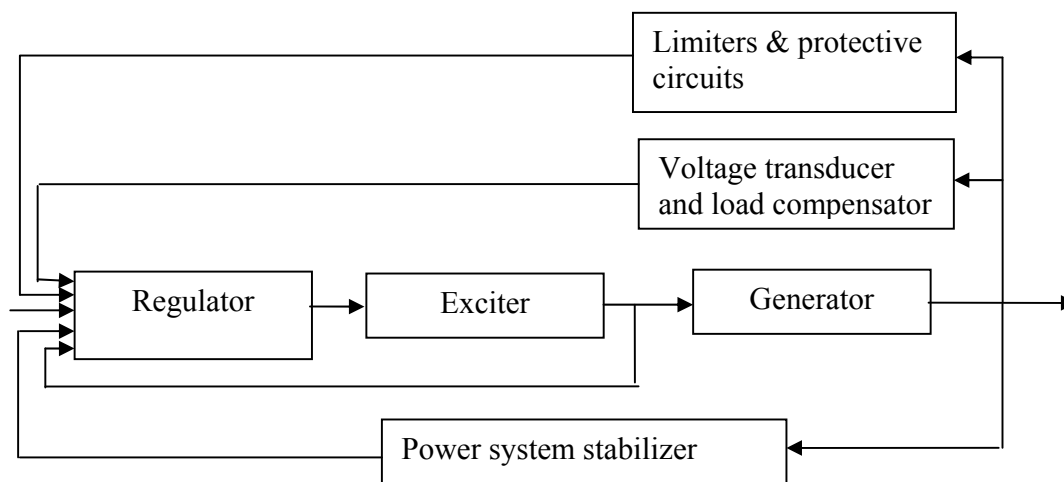 Limiters & protective
circuits
Voltage transducer
and load compensator
Regulator
Exciter
Generator
Power system stabilizer